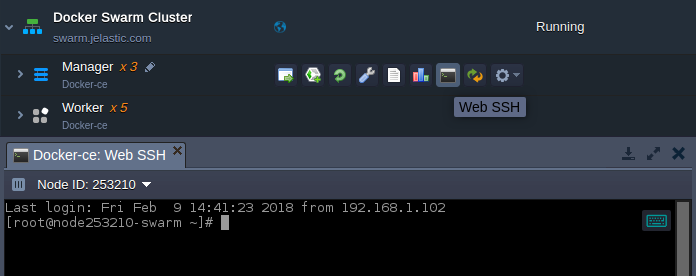 Docker Swarm Cluster
swarm.jelastic.com
Running
Manager x 3
Docker-ce
Worker x 5
Docker-ce
Web SSH
Docker-ce: Web SSH
Node ID: 253210
Last login: Fri Feb  9 14:41:23 2018 from 192.168.1.102
[root@node253210-swarm ~]#